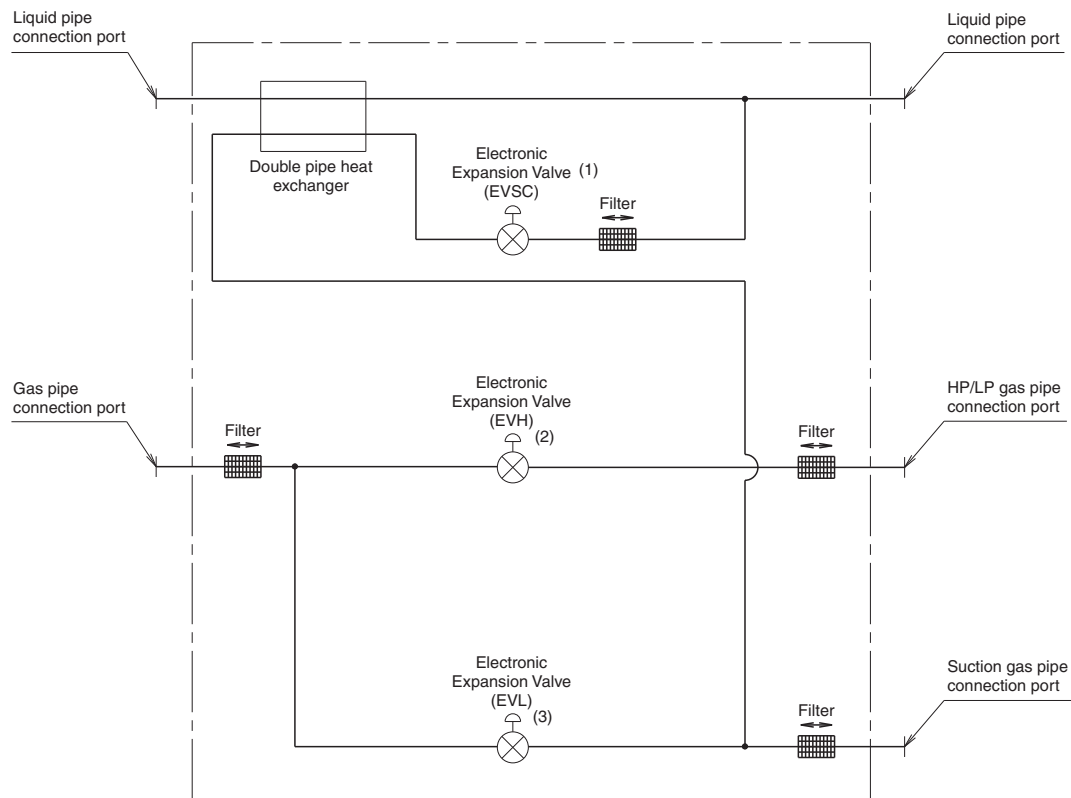 Liquid pipe
connection port
Liquid pipe
connection port
Double pipe heat
exchanger
Electronic
Expansion Valve (1)
(EVSC)
Filter
Gas pipe
connection port
Filter
Electronic
Expansion Valve
(EVH)
(2)
Filter
HP/LP gas pipe
connection port
Electronic
Expansion Valve
(EVL)
(3)
Filter
Suction gas pipe
connection port